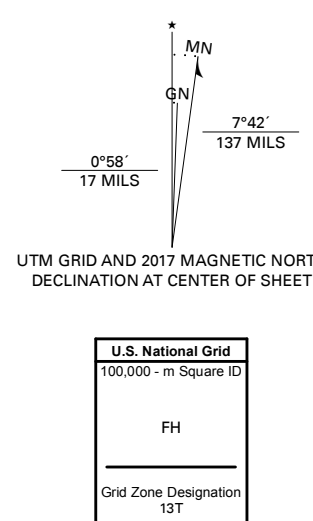 ★
MN
GN
7°42´
137 MILS
0°58´
17 MILS
UTM GRID AND 2017 MAGNETIC NORT
DECLINATION AT CENTER OF SHEET
U.S. National Grid
100,000 - m Square ID
FH
Grid Zone Designation
13T